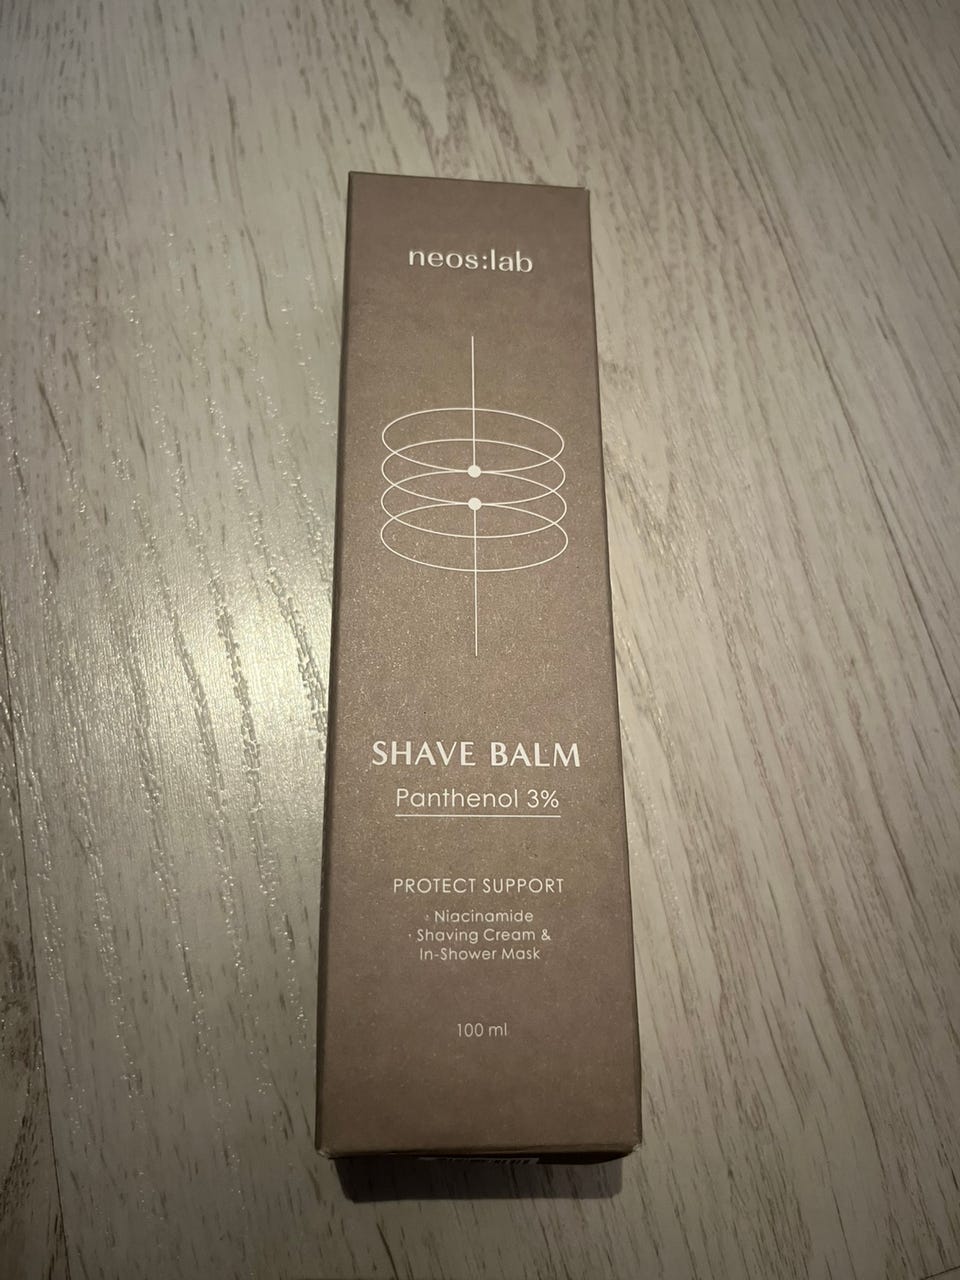 neos:lab
SHAVE BALM
Panthenol 3%
PROTECT SUPPORT
· Niacinamide
· Shaving Cream &
In-Shower Mask
100 ml